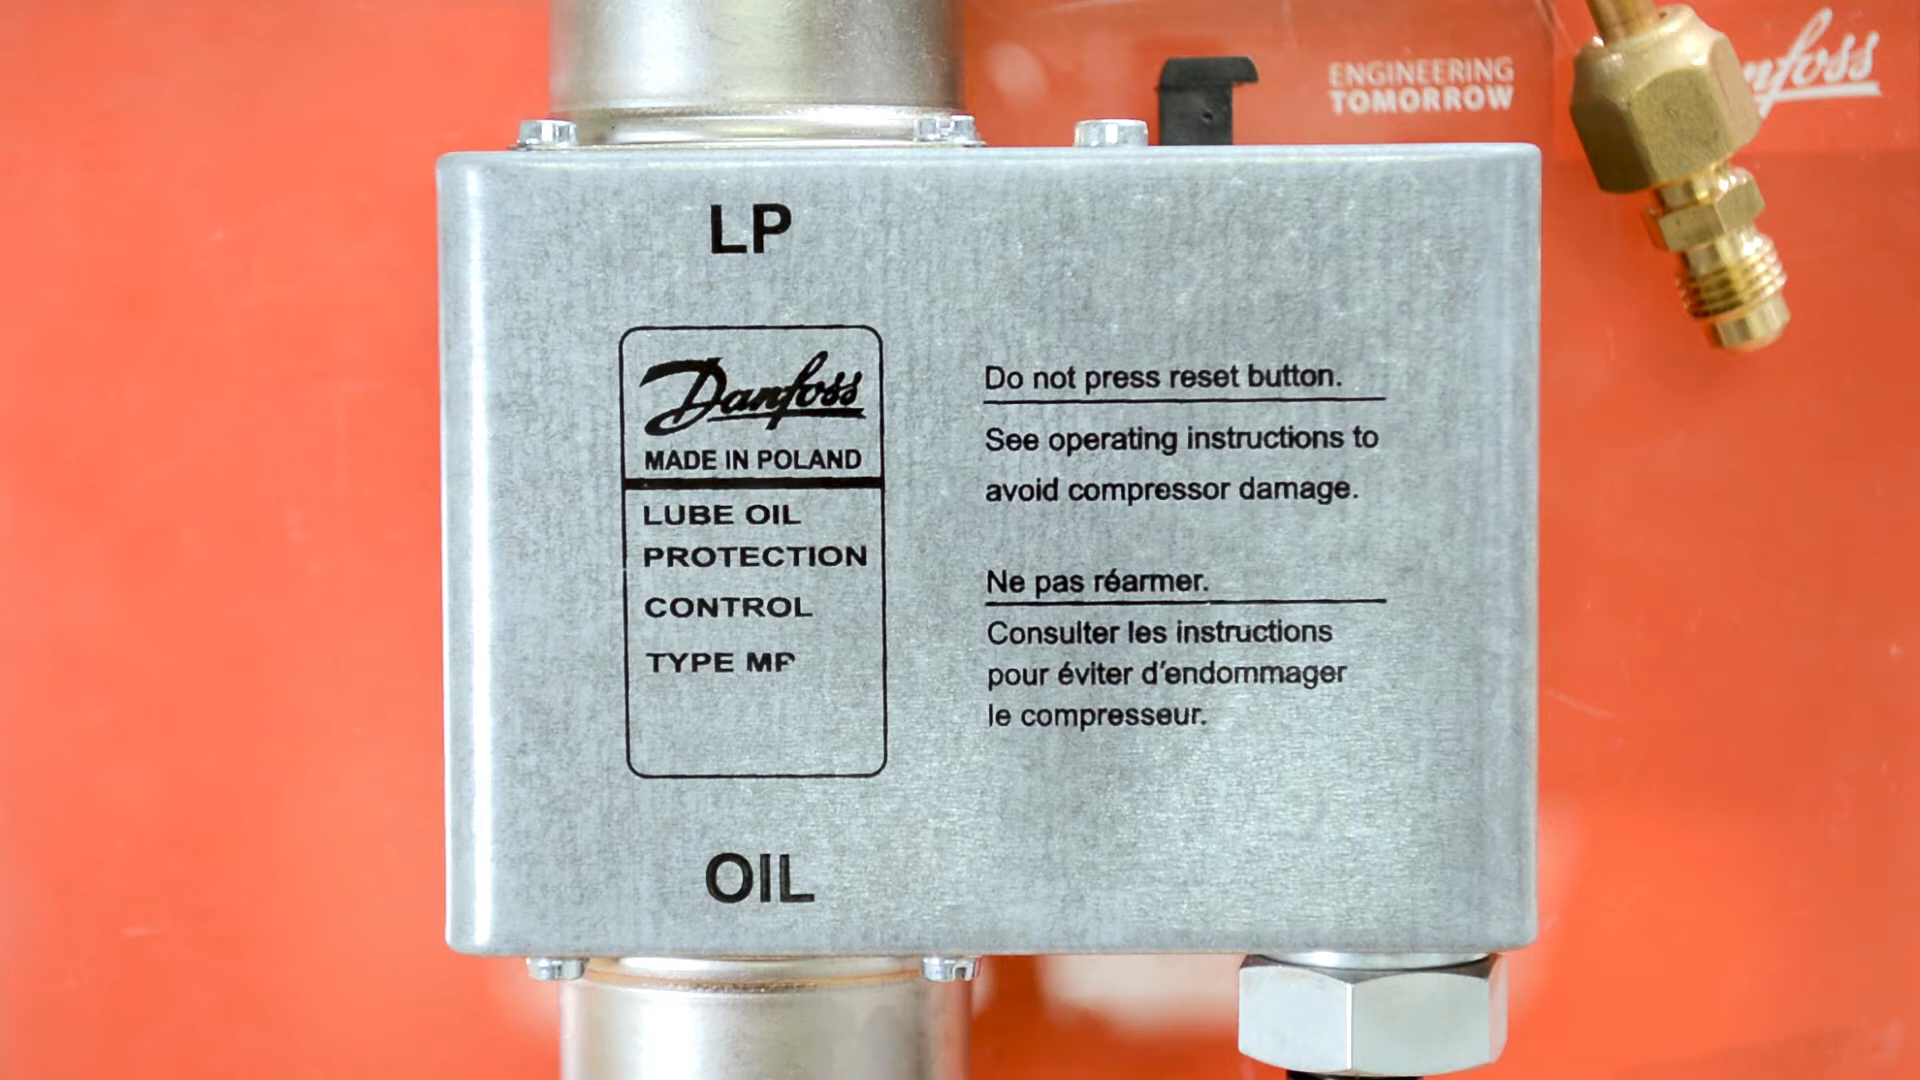 ENGINEERING
TOMORROW
LP
Danfoss
MADE IN POLAND
LUBE OIL
PROTECTION
CONTROL
TYPE MP
Do not press reset button.
See operating instructions to
avoid compressor damage.
Ne pas réarmer.
Consulter les instructions
pour éviter d'endommager
le compresseur.
OIL